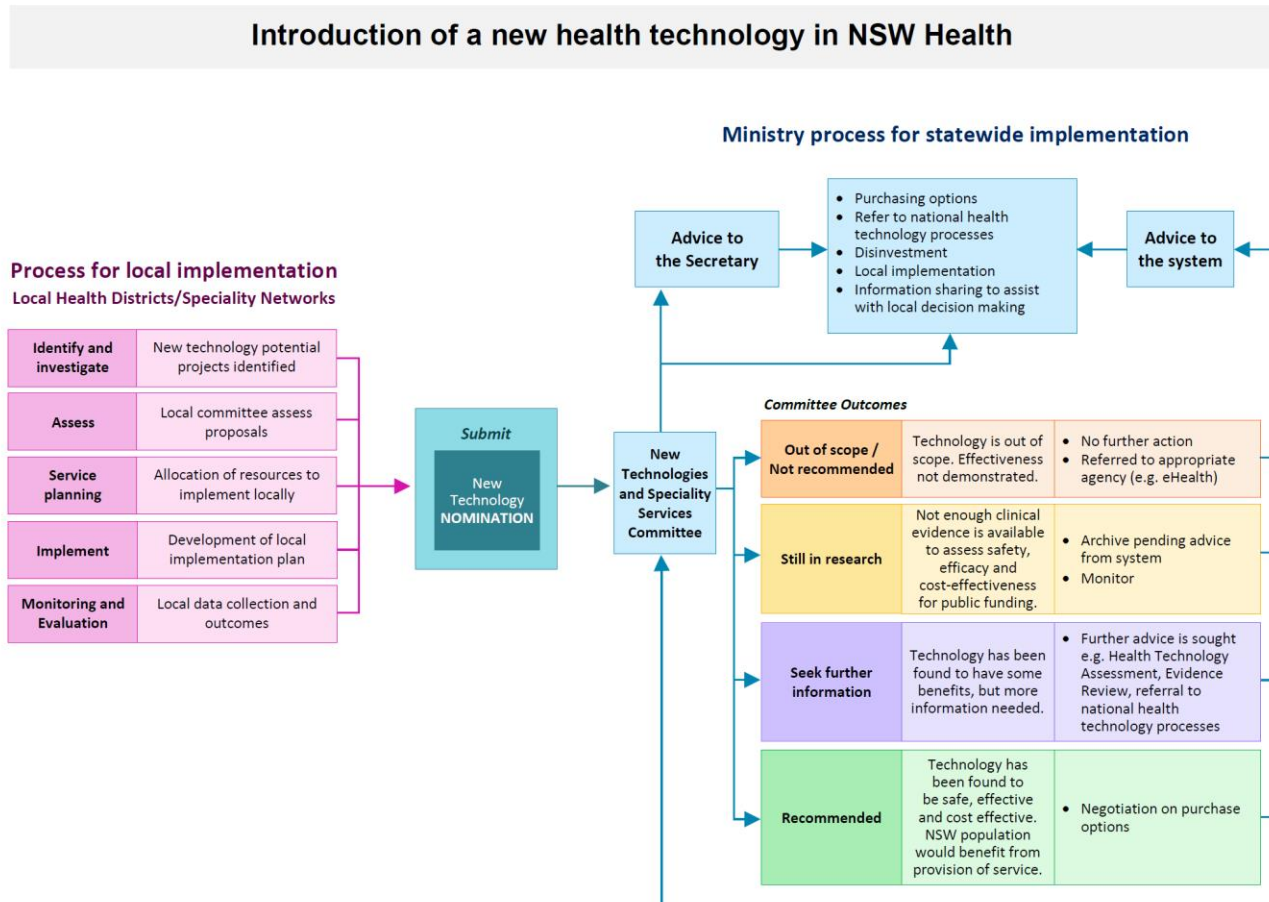 Introduction of a new health technology in NSW Health
Ministry process for statewide implementation
Advice to
the Secretary
• Purchasing options
• Refer to national health
technology processes
• Disinvestment
• Local implementation
• Information sharing to assist
with local decision making
Advice to
the system
Process for local implementation
Local Health Districts/Speciality Networks
Identify and
investigate
New technology potential
projects identified
Assess
Local committee assess
proposals
Service
planning
Allocation of resources to
implement locally
Implement
Development of local
implementation plan
Monitoring and
Evaluation
Local data collection and
outcomes
Submit
New
Technology
NOMINATION
New
Technologies
and Speciality
Services
Committee
Committee Outcomes
Out of scope /
Not recommended
Technology is out of
scope. Effectiveness
not demonstrated.
• No further action
• Referred to appropriate
agency (e.g. eHealth)
Still in research
Not enough clinical
evidence is available
to assess safety,
efficacy and
cost-effectiveness
for public funding.
• Archive pending advice
from system
• Monitor
Seek further
information
Technology has been
found to have some
benefits, but more
information needed.
• Further advice is sought
e.g. Health Technology
Assessment, Evidence
Review, referral to
national health
technology processes
Recommended
Technology has
been found to
be safe, effective
and cost effective.
NSW population
would benefit from
provision of service.
• Negotiation on purchase
options